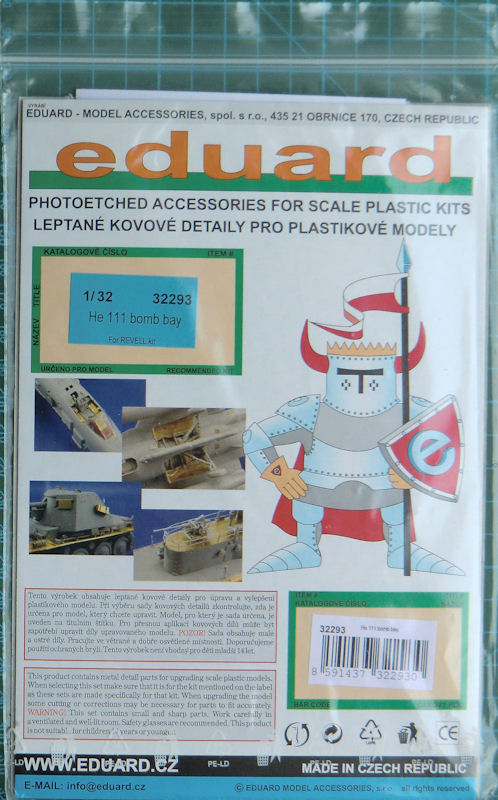 VYRÁBÍ
EDUARD - MODEL ACCESSORIES, spol. s r.o., 435 21 OBRNICE 170, CZECH REPUBLIC
eduard
PHOTOETCHED ACCESSORIES FOR SCALE PLASTIC KITS
LEPTANÉ KOVOVÉ DETAILY PRO PLASTIKOVÉ MODELY
KATALOGOVÉ ČÍSLO ITEM #
NÁZEV TITLE
1/32 32293
He 111 bomb bay
For REVELL kit
URČENO PRO MODEL RECOMMENDED KIT
e
Tento výrobek obsahuje leptané kovové detaily pro úpravu a vylepšení
plastikového modelu. Při výběru sady kovových detailů zkontrolujte, zda je
určena pro model, který chcete upravit. Model, pro který je sada určena, je
uveden na titulním štítku. Pro přesnou aplikaci kovových dílů může být
zapotřebí upravit díly upravovaného modelu. POZOR! Sada obsahuje malé
a ostré díly. Pracujte ve větrané a dobře osvětlené místnosti. Doporučujeme
použití ochranných brýlí. Tento výrobek není vhodný pro děti mladší 14 let.
This product contains metal detail parts for upgrading scale plastic models.
When selecting this set make sure that it is for the kit mentioned on the label
as these sets are made specifically for that kit. When upgrading the model
some cutting or corrections may be necessary for parts to fit accurately.
WARNING! This set contains small and sharp parts. Work carefully in
a ventilated and well-lit room. Safety glasses are recommended. This product
is not suitable for children 14 years or younger...
ITEM #
KATALOGOVÉ ČÍSLO
32293 He 111 bomb bay
8 591437 322930
BAR CODE
CE
PE-LD PE-LD PE-LD
WWW.EDUARD.CZ MADE IN CZECH REPUBLIC
E-MAIL: info@eduard.cz © EDUARD MODEL ACCESSORIES, s.r.o. all rights reserved